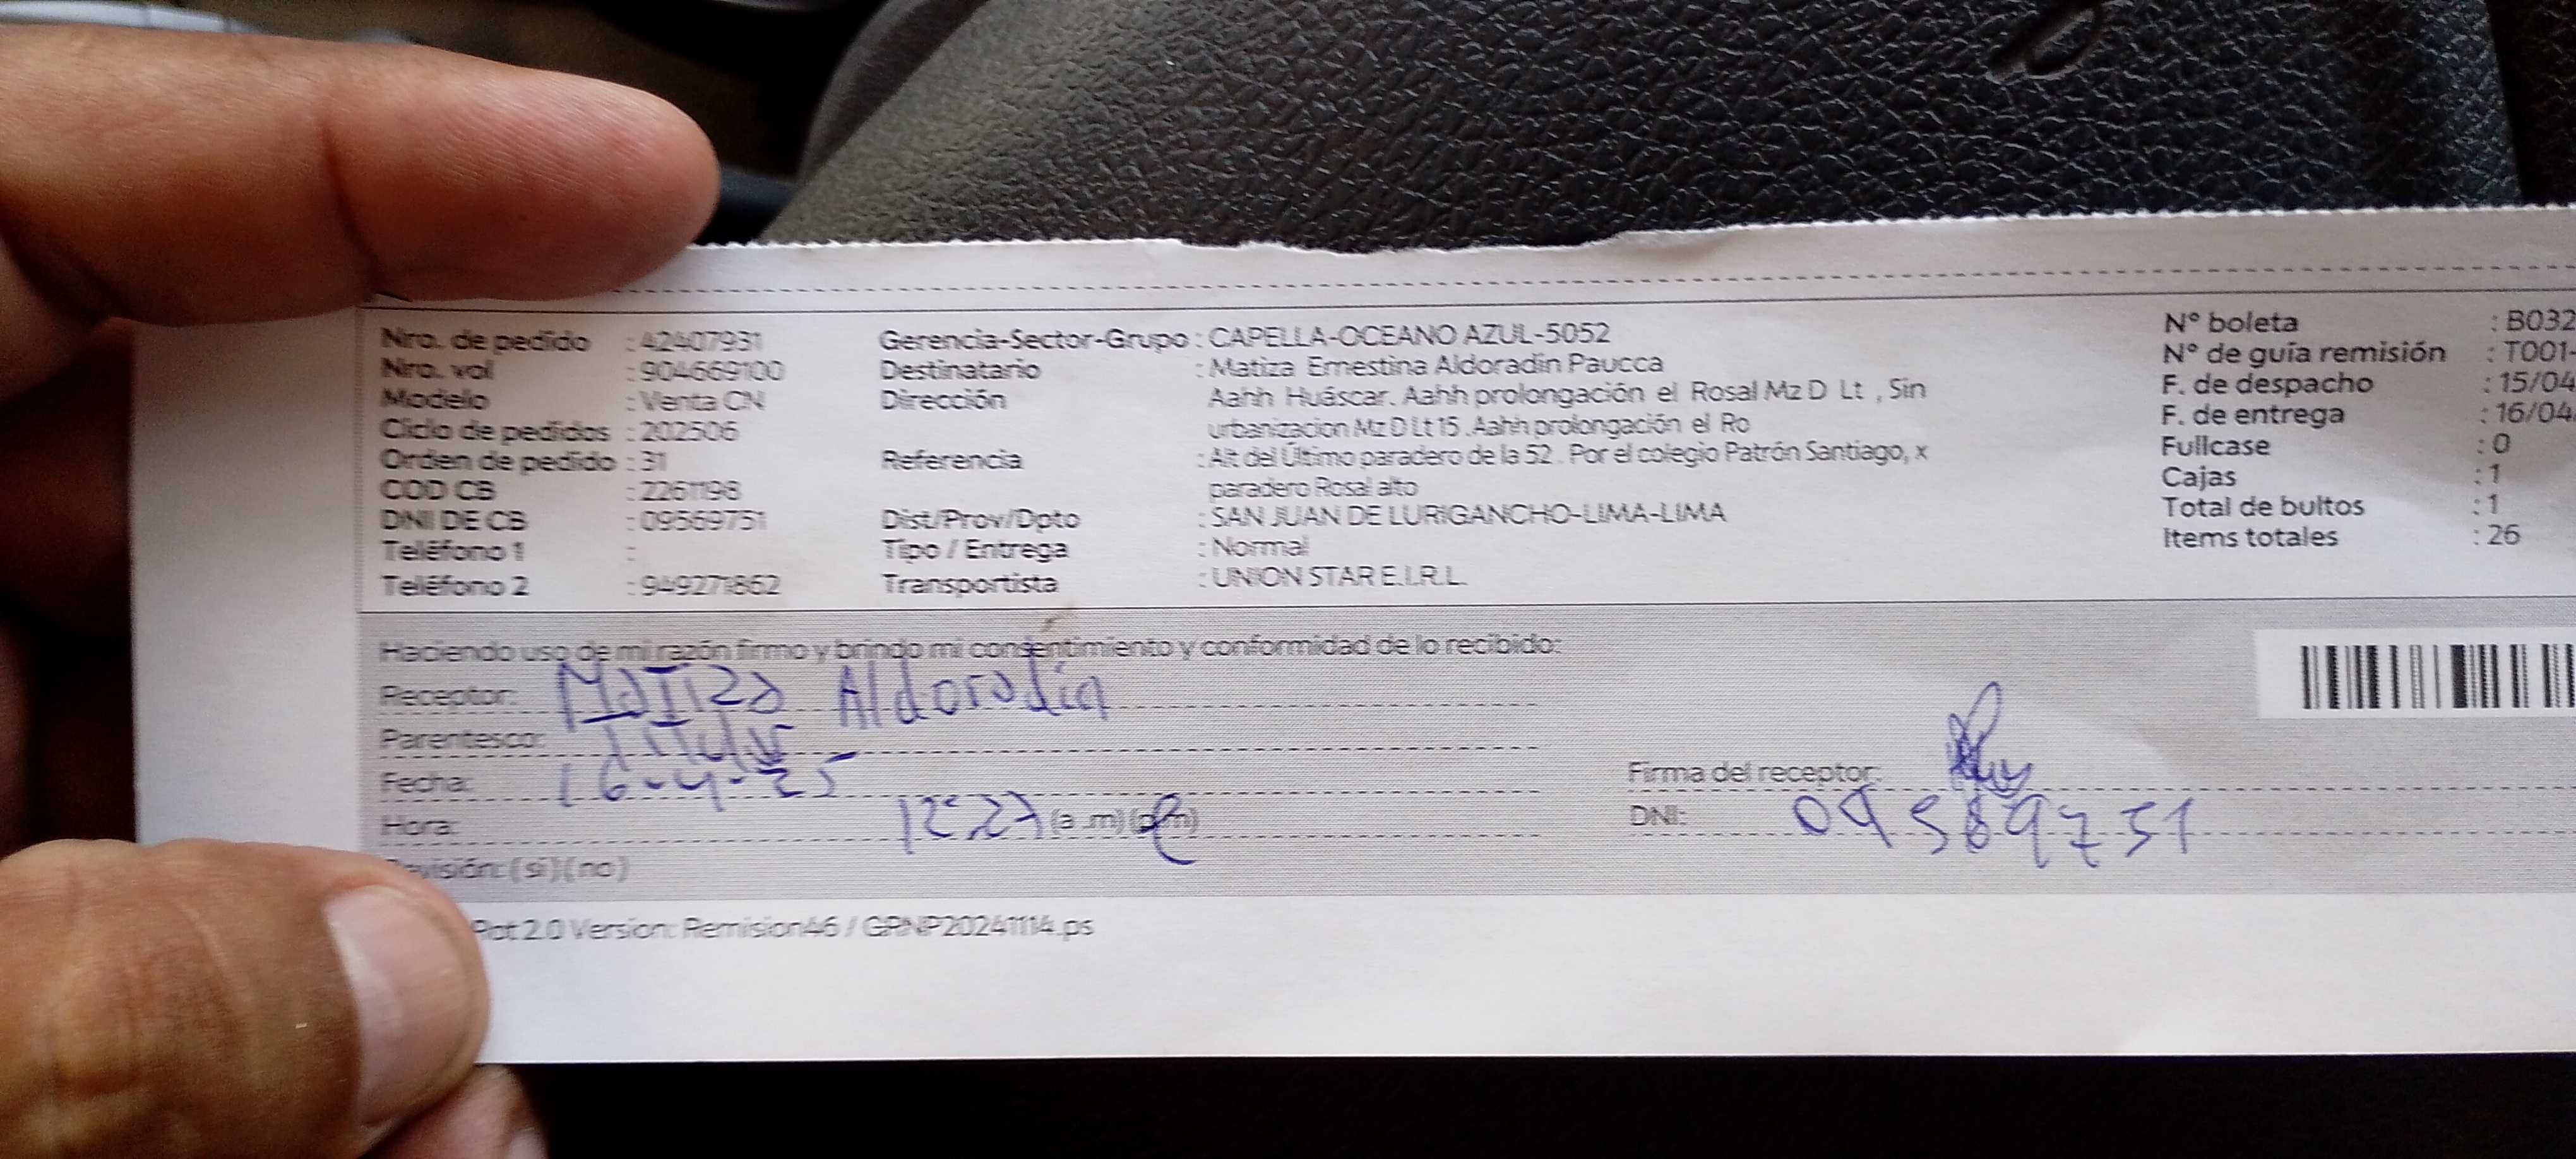 Nro. de pedido : 42407931
Nro. vol : 904669100
Modelo : Venta CN
Ciclo de pedidos : 202506
Orden de pedido : 31
COD CB : 2261198
DNI DE CB : 09569751
Teléfono 1 :
Teléfono 2 : 949271862
Gerencia-Sector-Grupo : CAPELLA-OCEANO AZUL-5052
Destinatario : Matiza Ernestina Aldoradin Paucca
Dirección : Aahh Huáscar. Aahh prolongación el Rosal Mz D Lt , Sin
urbanizacion Mz D Lt 15 . Aahh prolongación el Ro
Referencia : Alt del Último paradero de la 52 . Por el colegio Patrón Santiago, x
paradero Rosal alto
Dist/Prov/Dpto : SAN JUAN DE LURIGANCHO-LIMA-LIMA
Tipo / Entrega : Normal
Transportista : UNION STAR E.I.R.L.
N° boleta : B032
N° de guía remisión : T001-
F. de despacho : 15/04
F. de entrega : 16/04
Fullcase : 0
Cajas : 1
Total de bultos : 1
Items totales : 26
Haciendo uso de mi razón firmo y brindo mi consentimiento y conformidad de lo recibido:
Receptor: Matiza Aldoradin
Parentesco: Titular
Fecha: 16-4-25
Hora: 12:27 (a .m) (p.m)
Firma del receptor:
DNI: 09569751
visión: (si) (no)
Pat 2.0 Version: Remision46 / GRNP20241114.ps